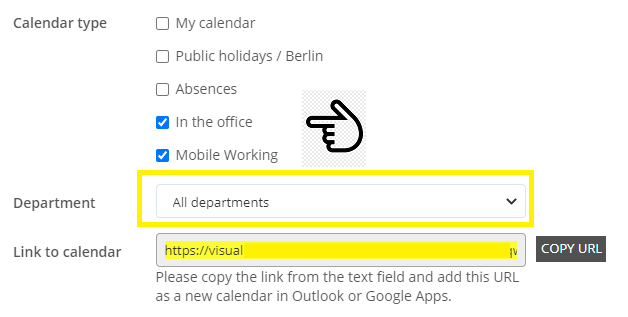 Calendar type
My calendar
Public holidays / Berlin
Absences
In the office
Mobile Working
Department
All departments
Link to calendar
https://visual
COPY URL
Please copy the link from the text field and add this URL
as a new calendar in Outlook or Google Apps.